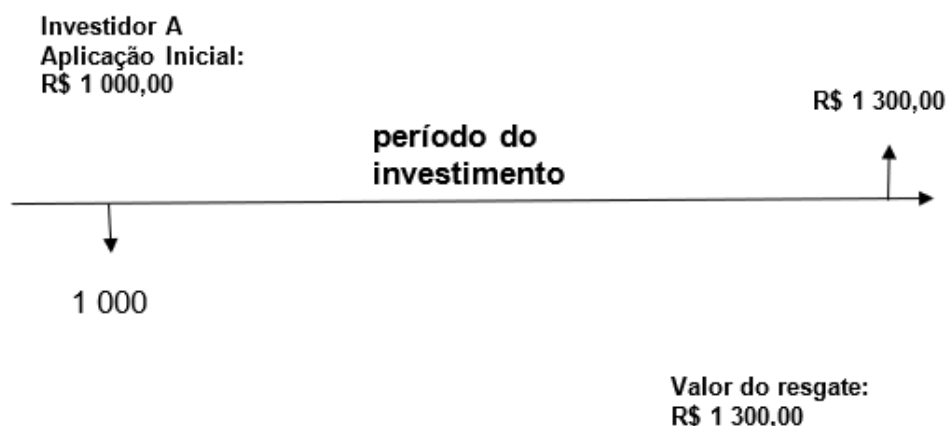 Investidor A
Aplicação Inicial:
R$ 1 000,00
R$ 1 300,00
período do
investimento
1 000
Valor do resgate:
R$ 1 300,00